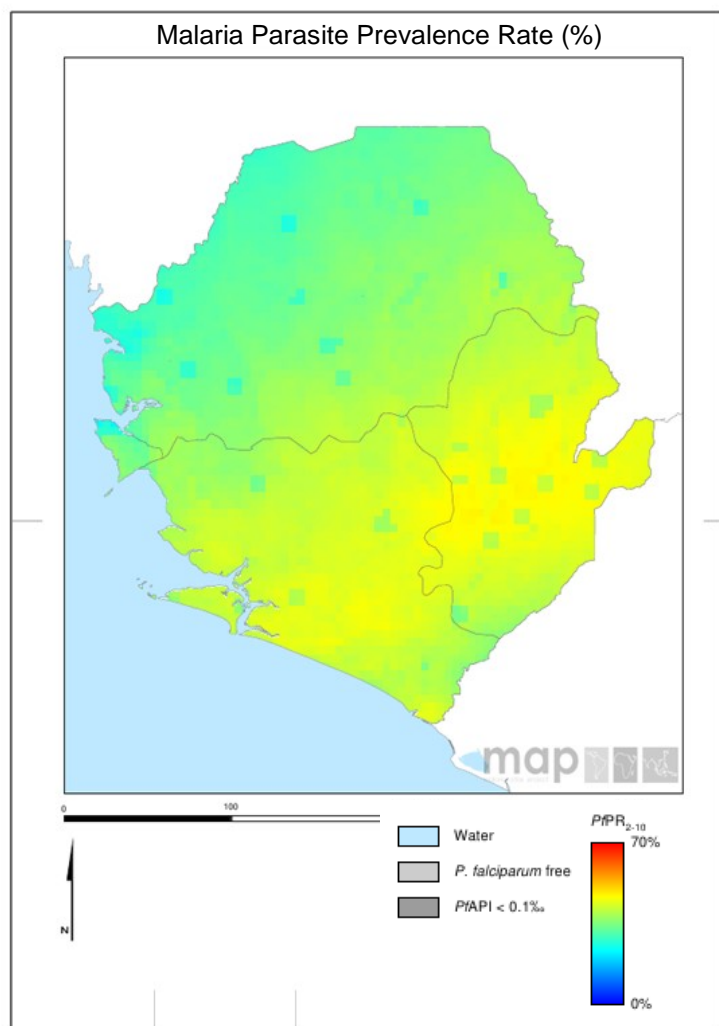 Malaria Parasite Prevalence Rate (%)
map
0
100
N
Water
P. falciparum free
PfAPI < 0.1‰
PfPR2-10
70%
0%